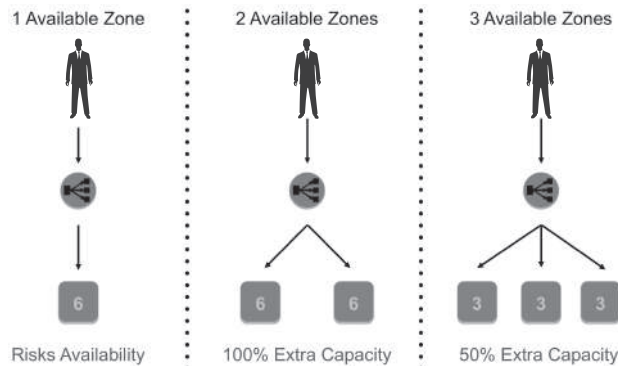 1 Available Zone
2 Available Zones
3 Available Zones
6
6 6
3 3 3
Risks Availability
100% Extra Capacity
50% Extra Capacity